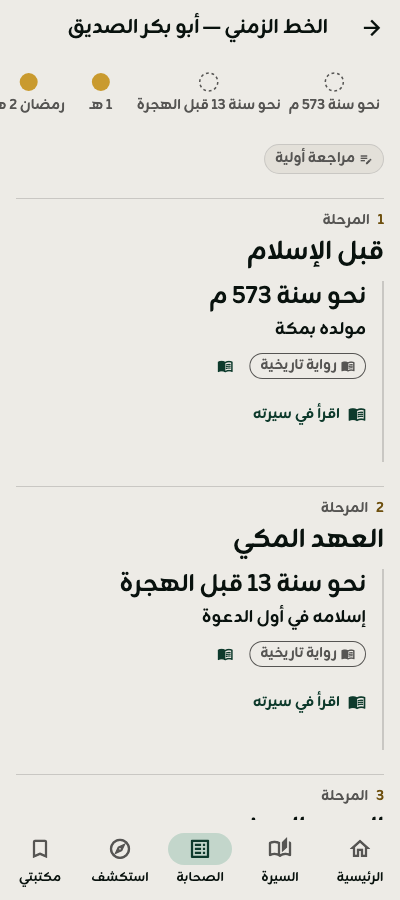 الخط الزمني — أبو بكر الصديق
نحو سنة 573 م
نحو سنة 13 قبل الهجرة
1 هـ
رمضان 2 هـ
مراجعة أولية
1 المرحلة
قبل الإسلام
نحو سنة 573 م
مولده بمكة
رواية تاريخية
اقرأ في سيرته
2 المرحلة
العهد المكي
نحو سنة 13 قبل الهجرة
إسلامه في أول الدعوة
رواية تاريخية
اقرأ في سيرته
3 المرحلة
الرئيسية
السيرة
الصحابة
استكشف
مكتبتي